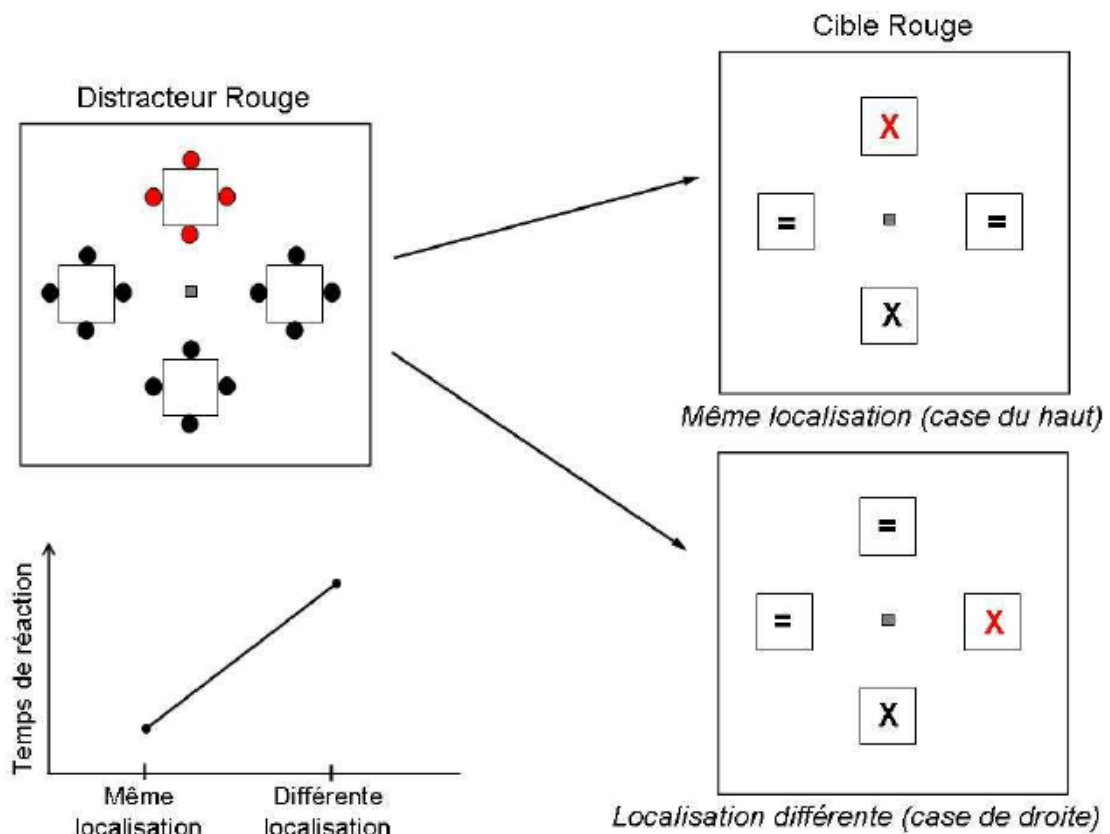 Cible Rouge
Distracteur Rouge
X
=
=
X
Même localisation (case du haut)
=
=
X
X
Localisation différente (case de droite)
Temps de réaction
Même
localisation
Différente
localisation